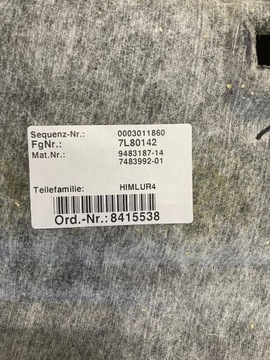 Sequenz-Nr.: 0003011860
FgNr.: 7L80142
Mat.Nr.: 9483187-14
7483992-01
Teilefamilie: HIMLUR4
Ord.-Nr.:8415538